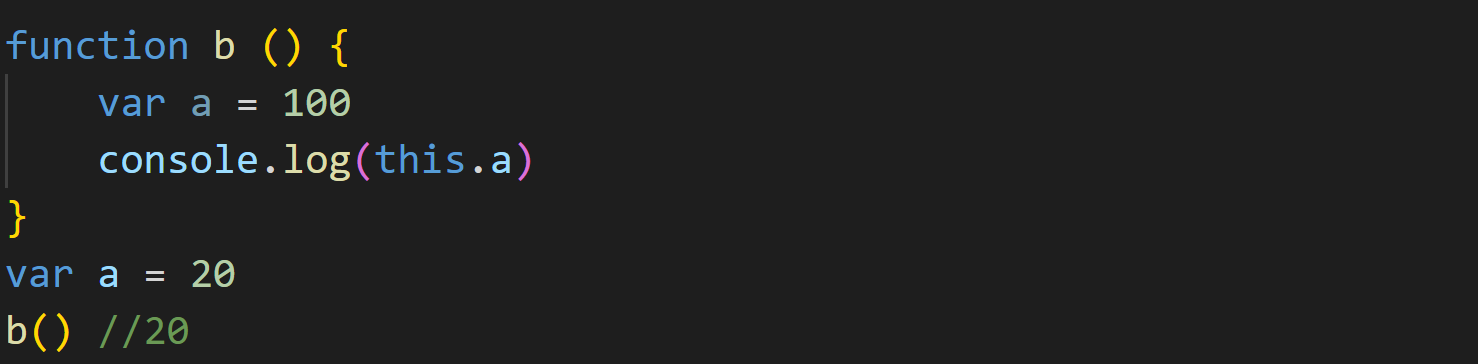 function b () {
    var a = 100
    console.log(this.a)
}
var a = 20
b() //20